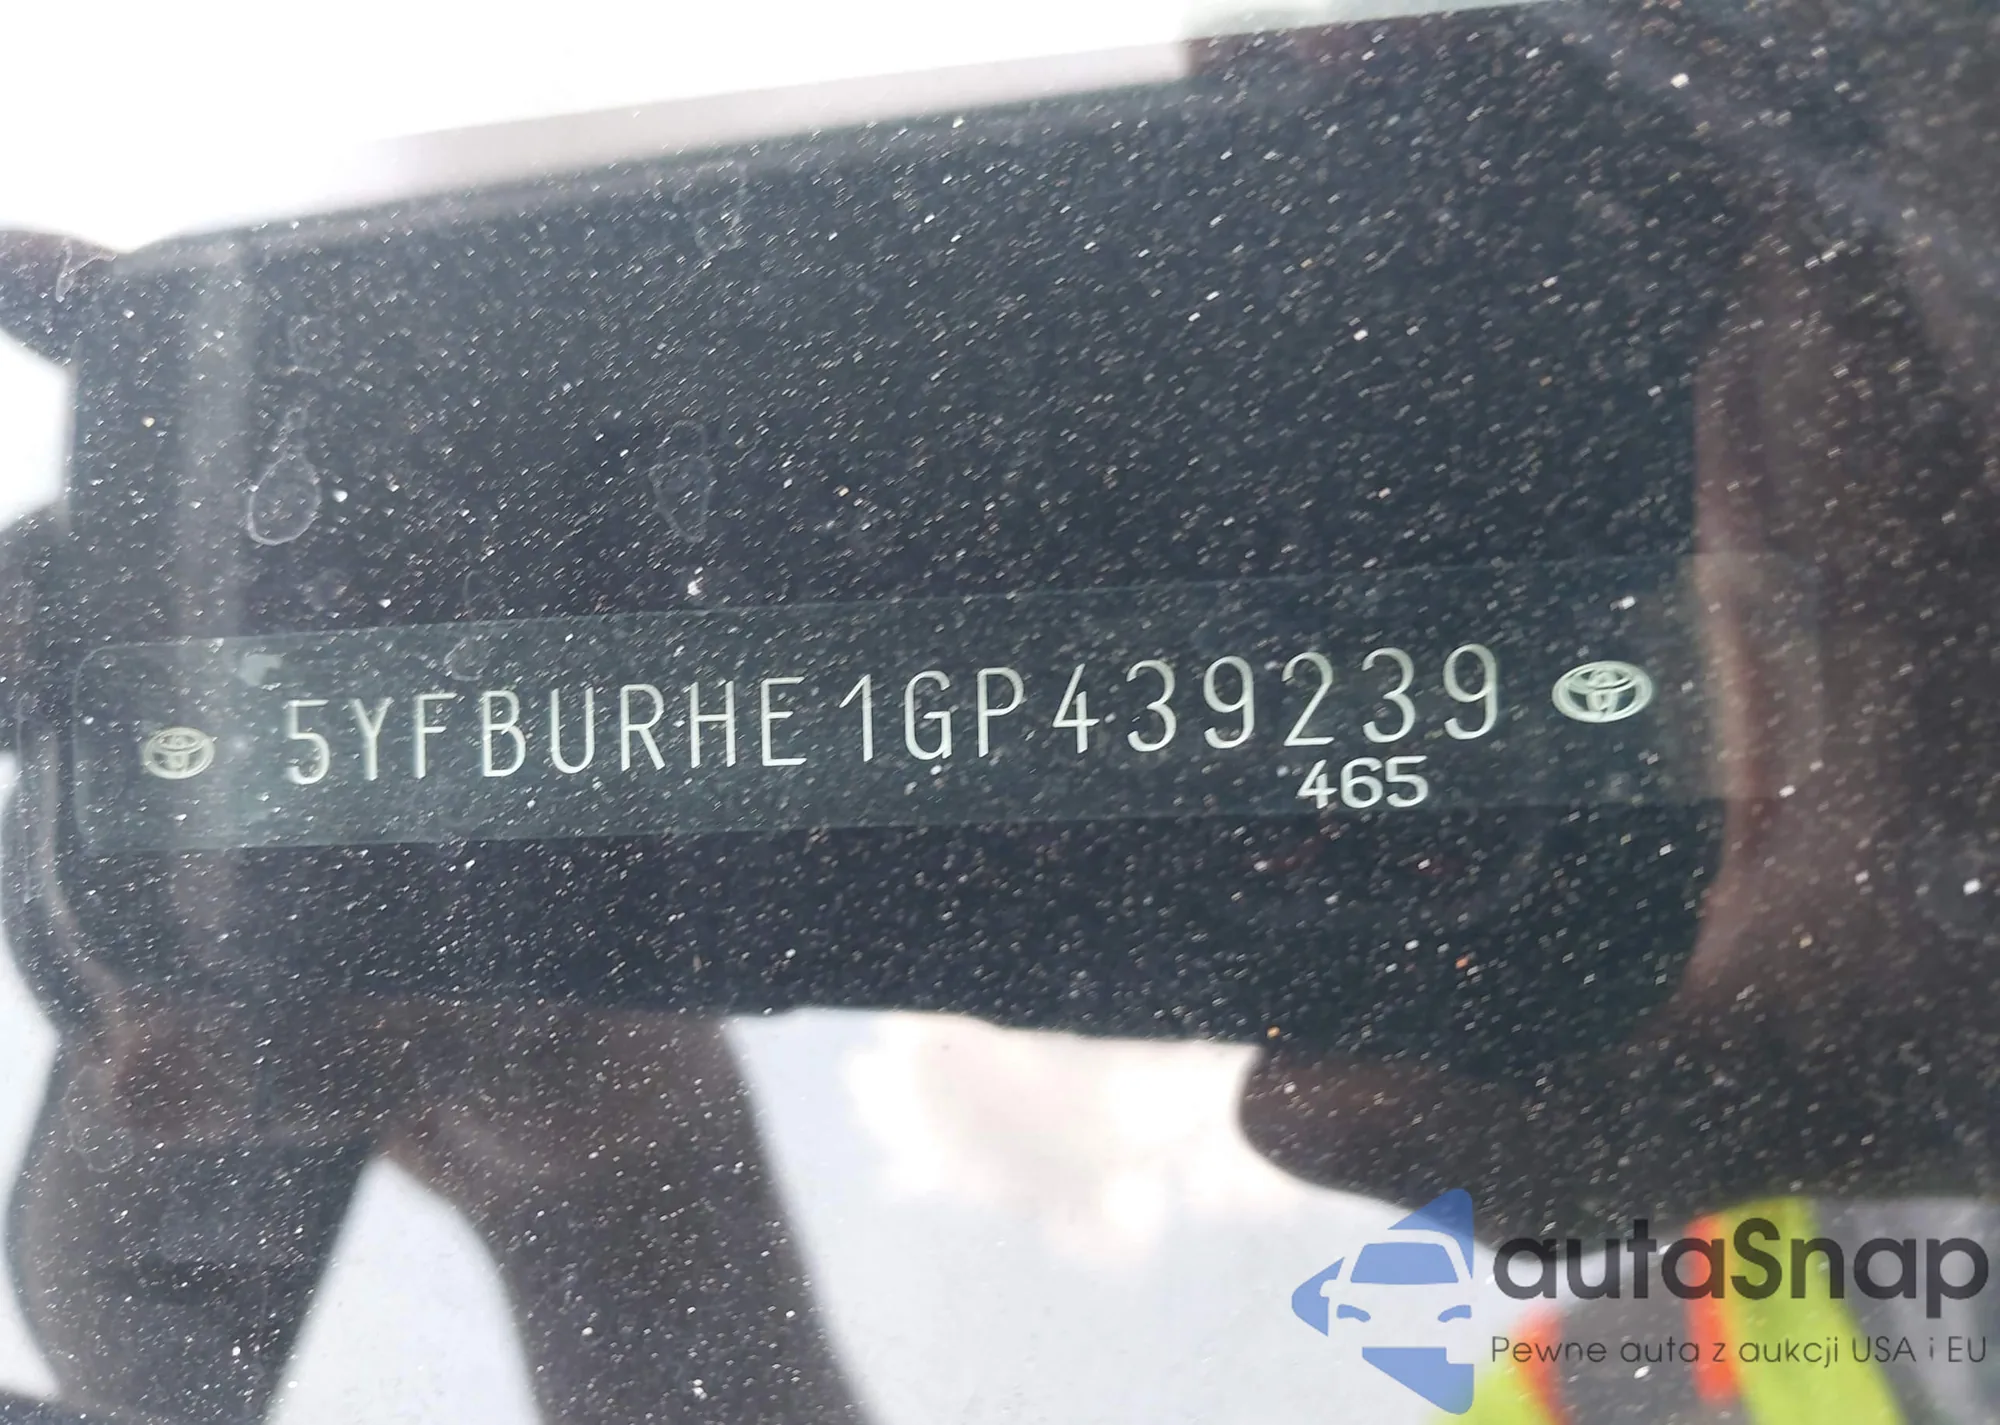 5YFBURHE1GP439239
465
autaSnap
Pewne auta z aukcji USA i EU